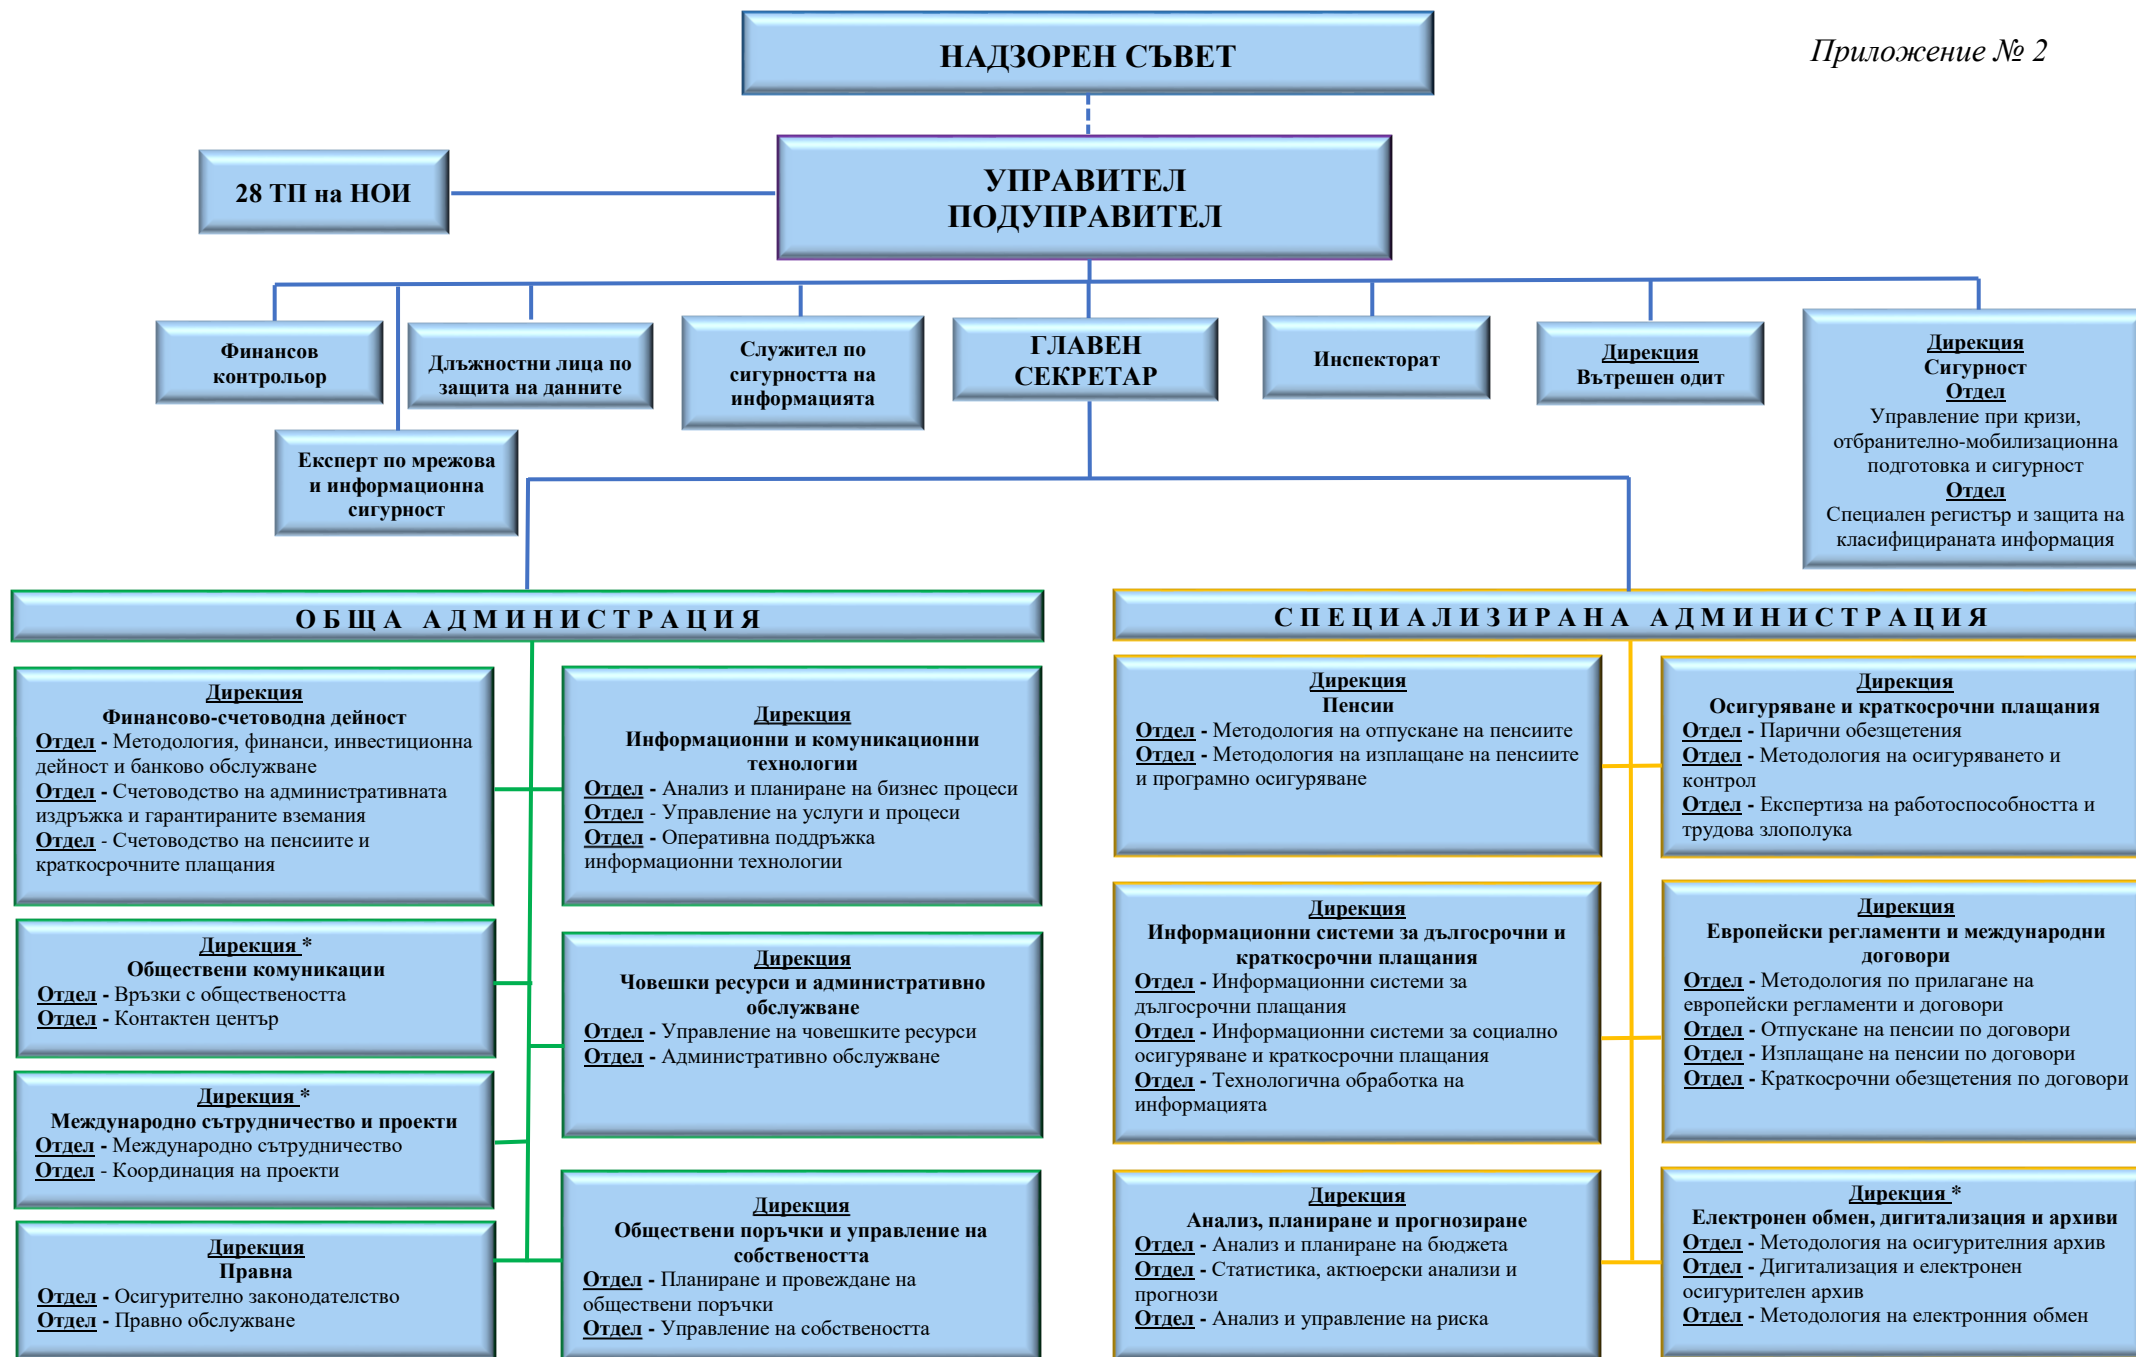 Приложение № 2
НАДЗОРЕН СЪВЕТ
УПРАВИТЕЛ
ПОДУПРАВИТЕЛ
28 ТП на НОИ
Финансов
контрольор
Експерт по мрежова
и информационна
сигурност
Длъжностни лица по
защита на данните
Служител по
сигурността на
информацията
ГЛАВЕН
СЕКРЕТАР
Инспекторат
Дирекция
Вътрешен одит
Дирекция
Сигурност
Отдел
Управление при кризи,
отбранително-мобилизационна
подготовка и сигурност
Отдел
Специален регистър и защита на
класифицираната информация
ОБЩА АДМИНИСТРАЦИЯ
Дирекция
Финансово-счетоводна дейност
Отдел - Методология, финанси, инвестиционна
дейност и банково обслужване
Отдел - Счетоводство на административната
издръжка и гарантираните вземания
Отдел - Счетоводство на пенсиите и
краткосрочните плащания
Дирекция
Информационни и комуникационни
технологии
Отдел - Анализ и планиране на бизнес процеси
Отдел - Управление на услуги и процеси
Отдел - Оперативна поддръжка
информационни технологии
Дирекция *
Обществени комуникации
Отдел - Връзки с обществеността
Отдел - Контактен център
Дирекция
Човешки ресурси и административно
обслужване
Отдел - Управление на човешките ресурси
Отдел - Административно обслужване
Дирекция *
Международно сътрудничество и проекти
Отдел - Международно сътрудничество
Отдел - Координация на проекти
Дирекция
Правна
Отдел - Осигурително законодателство
Отдел - Правно обслужване
Дирекция
Обществени поръчки и управление на
собствеността
Отдел - Планиране и провеждане на
обществени поръчки
Отдел - Управление на собствеността
СПЕЦИАЛИЗИРАНА АДМИНИСТРАЦИЯ
Дирекция
Пенсии
Отдел - Методология на отпускане на пенсиите
Отдел - Методология на изплащане на пенсиите
и програмно осигуряване
Дирекция
Осигуряване и краткосрочни плащания
Отдел - Парични обезщетения
Отдел - Методология на осигуряването и
контрол
Отдел - Експертиза на работоспособността и
трудова злополука
Дирекция
Информационни системи за дългосрочни и
краткосрочни плащания
Отдел - Информационни системи за
дългосрочни плащания
Отдел - Информационни системи за социално
осигуряване и краткосрочни плащания
Отдел - Технологична обработка на
информацията
Дирекция
Европейски регламенти и международни
договори
Отдел - Методология по прилагане на
европейски регламенти и договори
Отдел - Отпускане на пенсии по договори
Отдел - Изплащане на пенсии по договори
Отдел - Краткосрочни обезщетения по договори
Дирекция
Анализ, планиране и прогнозиране
Отдел - Анализ и планиране на бюджета
Отдел - Статистика, актюерски анализи и
прогнози
Отдел - Анализ и управление на риска
Дирекция *
Електронен обмен, дигитализация и архиви
Отдел - Методология на осигурителния архив
Отдел - Дигитализация и електронен
осигурителен архив
Отдел - Методология на електронния обмен